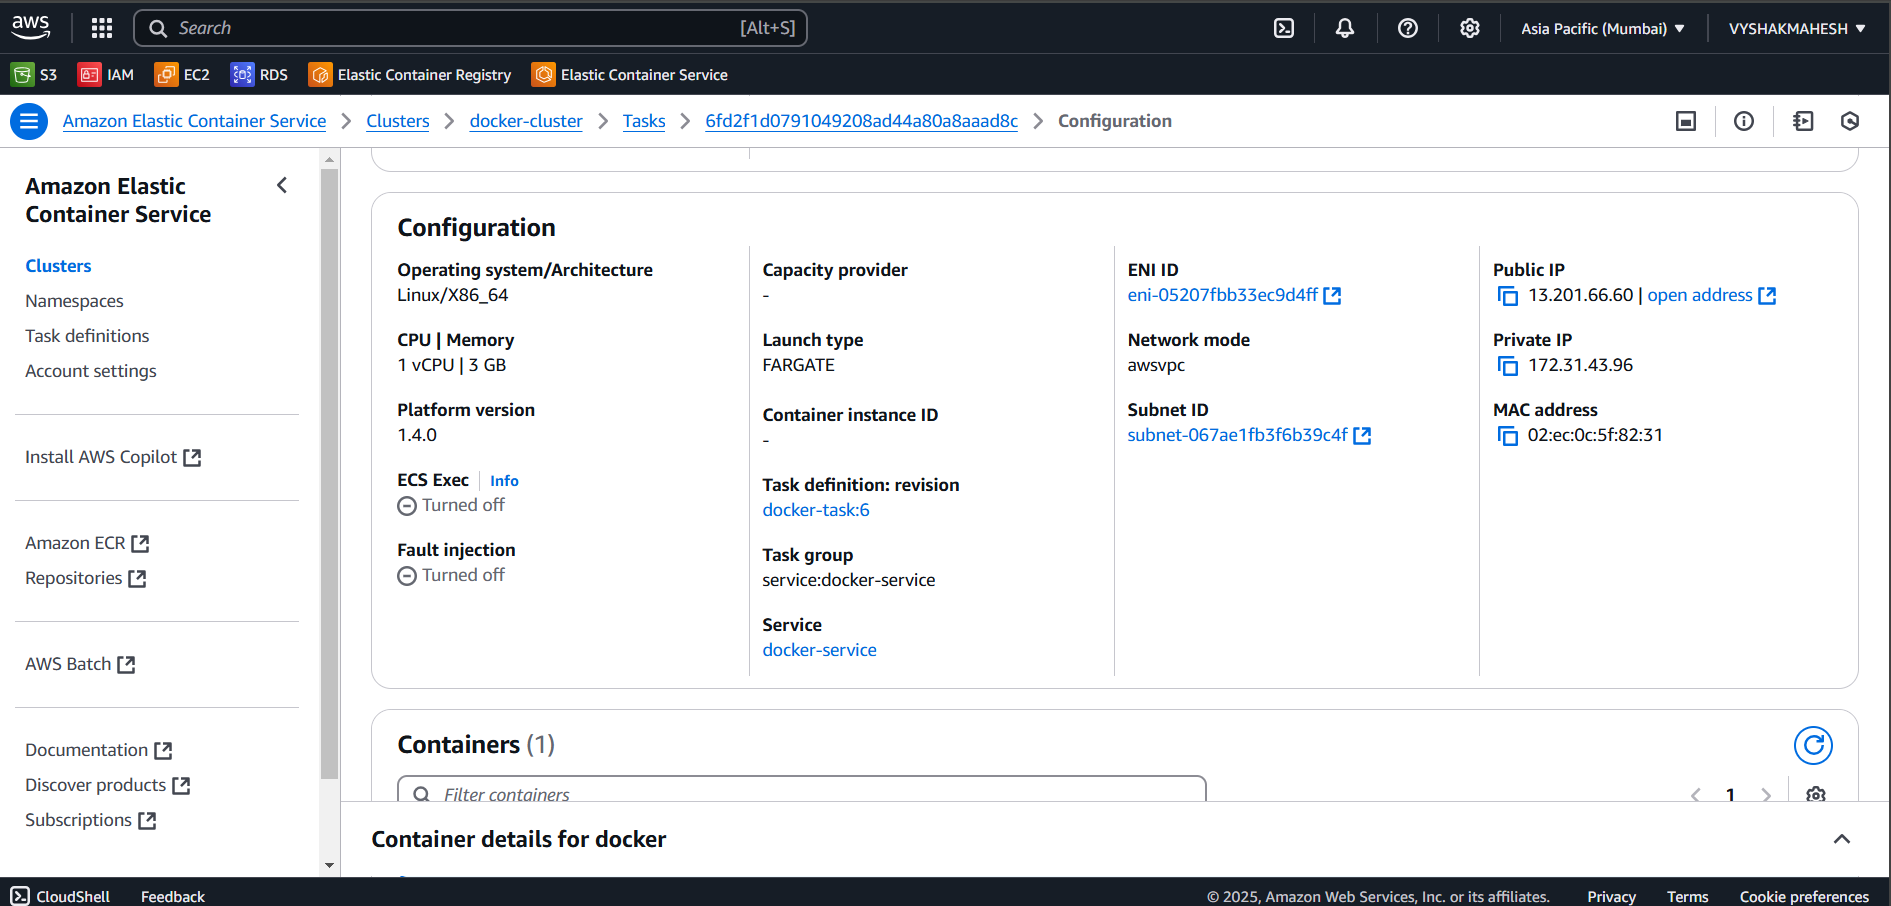 aws
Search [Alt+S]
Asia Pacific (Mumbai)
VYSHAKMAHESH
S3
IAM
EC2
RDS
Elastic Container Registry
Elastic Container Service
Amazon Elastic Container Service
Clusters
docker-cluster
Tasks
6fd2f1d0791049208ad44a80a8aaad8c
Configuration
Amazon Elastic
Container Service
Clusters
Namespaces
Task definitions
Account settings
Install AWS Copilot
Amazon ECR
Repositories
AWS Batch
Documentation
Discover products
Subscriptions
Configuration
Operating system/Architecture
Linux/X86_64
CPU | Memory
1 vCPU | 3 GB
Platform version
1.4.0
ECS Exec Info
Turned off
Fault injection
Turned off
Capacity provider
-
Launch type
FARGATE
Container instance ID
-
Task definition: revision
docker-task:6
Task group
service:docker-service
Service
docker-service
ENI ID
eni-05207fbb33ec9d4ff
Network mode
awsvpc
Subnet ID
subnet-067ae1fb3f6b39c4f
Public IP
13.201.66.60 | open address
Private IP
172.31.43.96
MAC address
02:ec:0c:5f:82:31
Containers (1)
Filter containers
1
Container details for docker
CloudShell
Feedback
© 2025, Amazon Web Services, Inc. or its affiliates.
Privacy
Terms
Cookie preferences